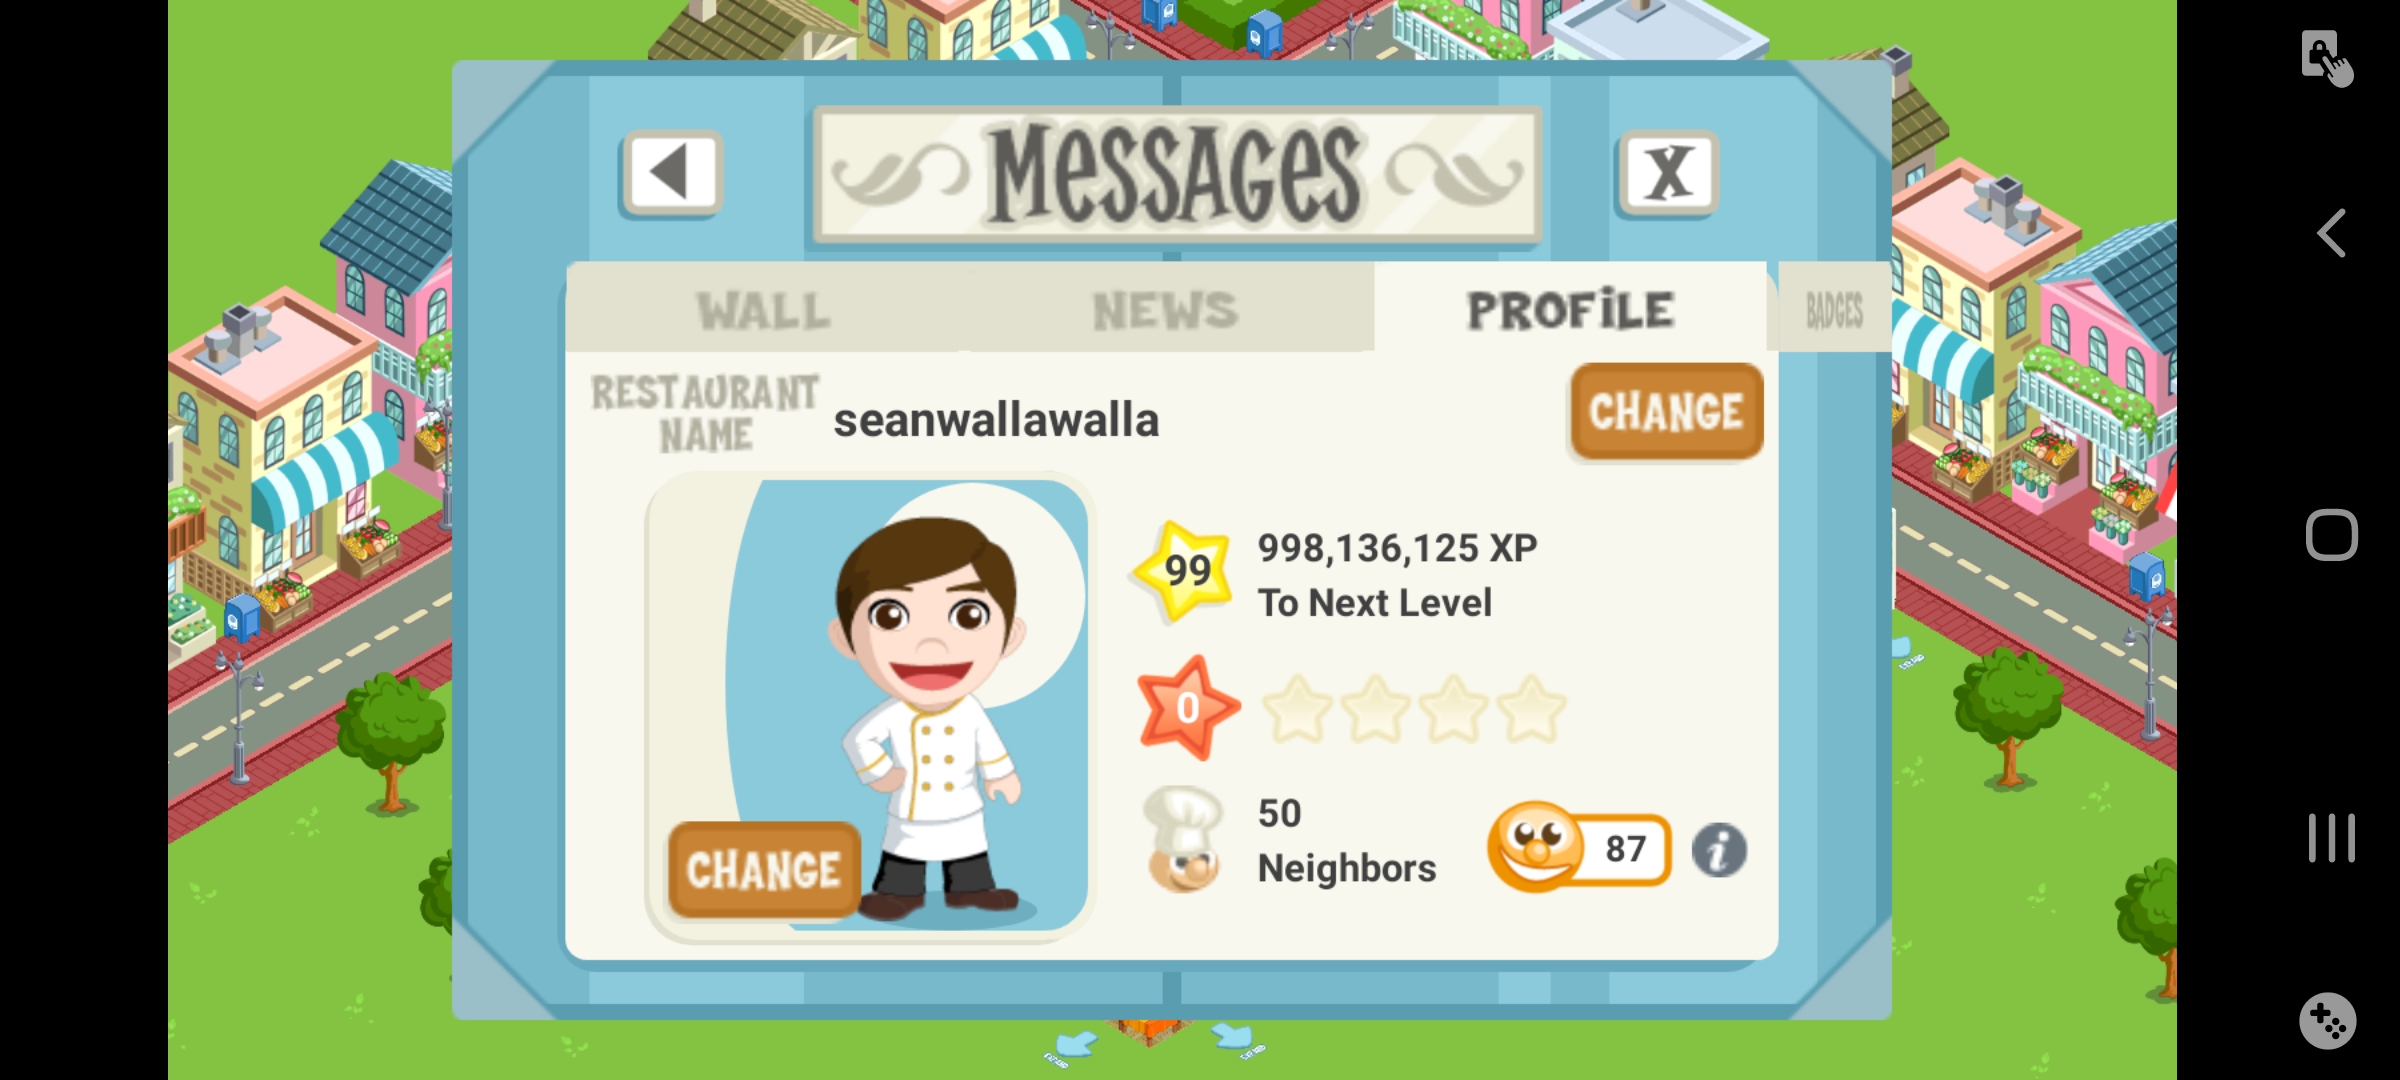 MESSAGES
X
WALL
NEWS
PROFILE
BADGES
RESTAURANT
NAME
seanwallawalla
CHANGE
99
998,136,125 XP
To Next Level
0
50
Neighbors
87
i
CHANGE